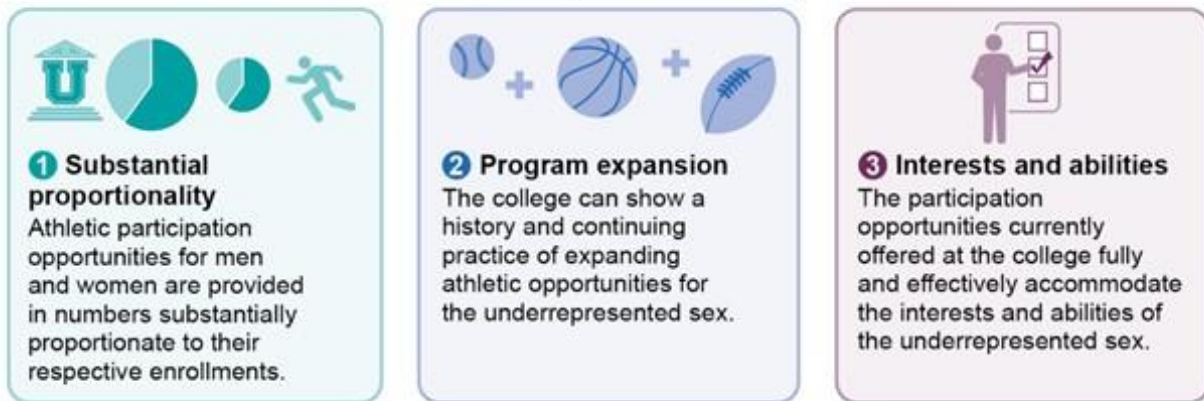 U
1 Substantial
proportionality
Athletic participation
opportunities for men
and women are provided
in numbers substantially
proportionate to their
respective enrollments.
2 Program expansion
The college can show a
history and continuing
practice of expanding
athletic opportunities for
the underrepresented sex.
3 Interests and abilities
The participation
opportunities currently
offered at the college fully
and effectively accommodate
the interests and abilities of
the underrepresented sex.